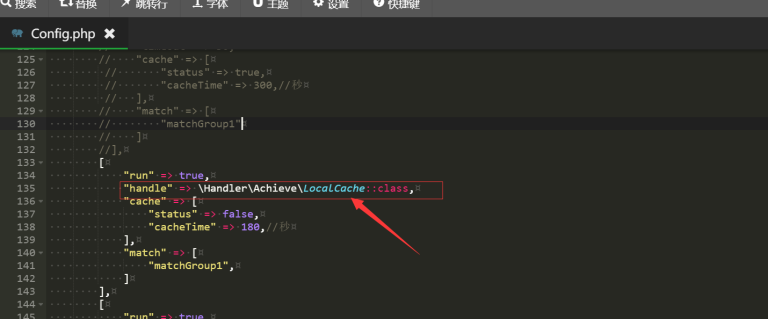 搜索 替换 跳转行 字体 主题 设置 快捷键
Config.php
125 // "cache" => [
126 // "status" => true,
127 // "cacheTime" => 300,//秒
128 // ],
129 // "match" => [
130 // "matchGroup1"
131 // ]
132 //],
133 [
134 "run" => true,
135 "handle" => \Handler\Achieve\LocalCache::class,
136 "cache" => [
137 "status" => false,
138 "cacheTime" => 180,//秒
139 ],
140 "match" => [
141 "matchGroup1",
142 ]
143 ],
144 [
145 "run" => true,